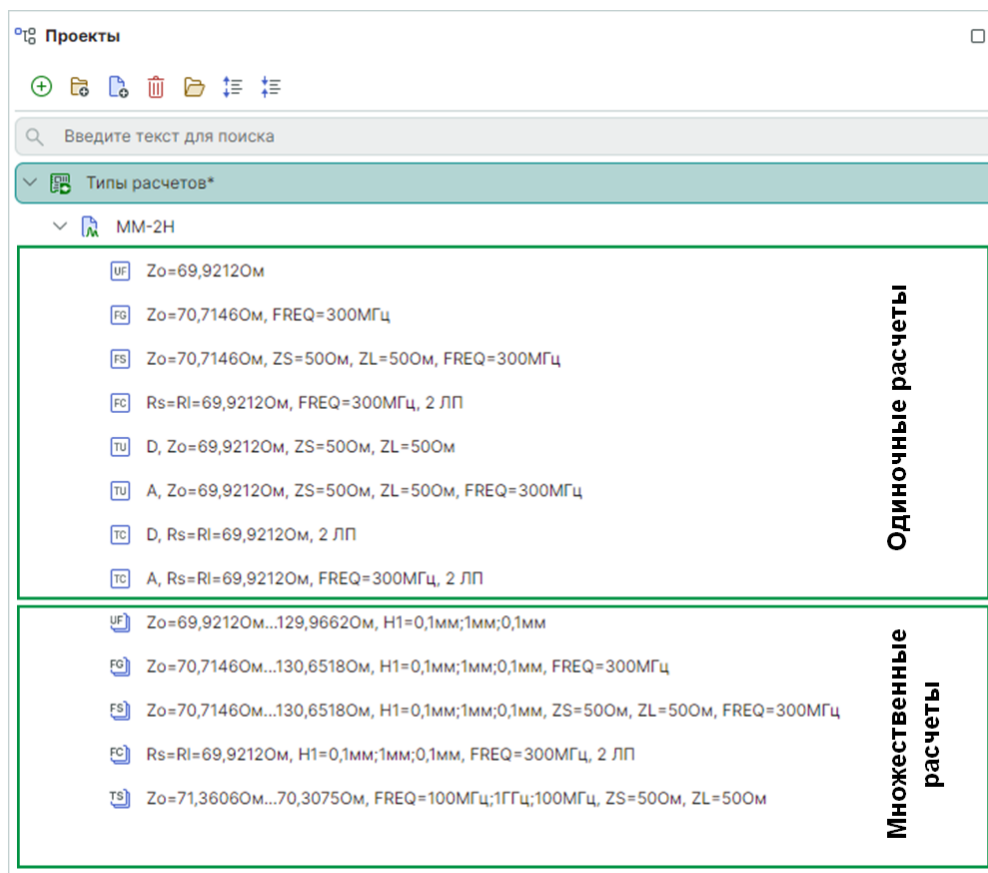 Проекты
Введите текст для поиска
Типы расчетов*
ММ-2Н
UF Zo=69,9212Ом
FG Zo=70,7146Ом, FREQ=300МГц
FS Zo=70,7146Ом, ZS=50Ом, ZL=50Ом, FREQ=300МГц
FC Rs=Rl=69,9212Ом, FREQ=300МГц, 2 ЛП
TU D, Zo=69,9212Ом, ZS=50Ом, ZL=50Ом
TU A, Zo=69,9212Ом, ZS=50Ом, ZL=50Ом, FREQ=300МГц
TC D, Rs=Rl=69,9212Ом, 2 ЛП
TC A, Rs=Rl=69,9212Ом, FREQ=300МГц, 2 ЛП
Одиночные расчеты
UF Zo=69,9212Ом...129,9662Ом, H1=0,1мм;1мм;0,1мм
FG Zo=70,7146Ом...130,6518Ом, H1=0,1мм;1мм;0,1мм, FREQ=300МГц
FS Zo=70,7146Ом...130,6518Ом, H1=0,1мм;1мм;0,1мм, ZS=50Ом, ZL=50Ом, FREQ=300МГц
FC Rs=Rl=69,9212Ом, H1=0,1мм;1мм;0,1мм, FREQ=300МГц, 2 ЛП
TS Zo=71,3606Ом...70,3075Ом, FREQ=100МГц;1ГГц;100МГц, ZS=50Ом, ZL=50Ом
Множественные
расчеты